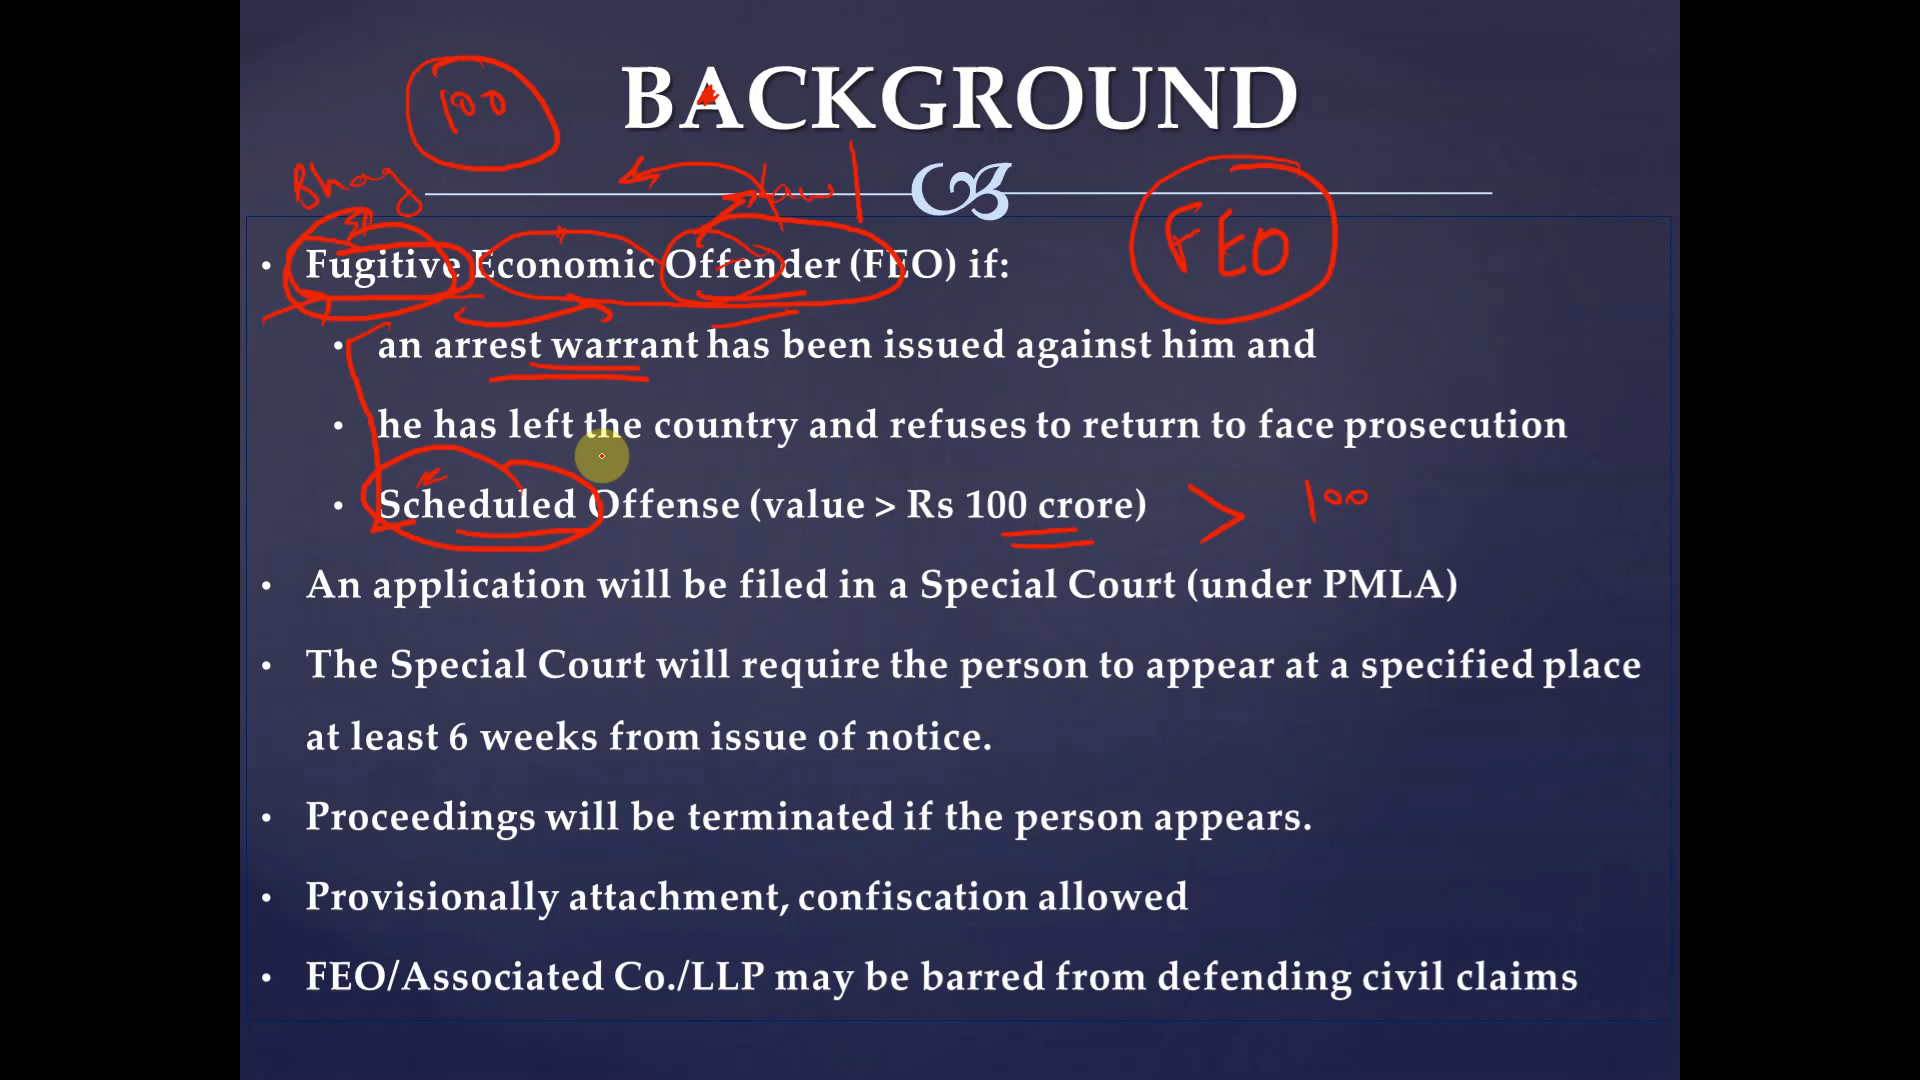 BACKGROUND
100
Bhag
law
FEO
• Fugitive Economic Offender (FEO) if:
• an arrest warrant has been issued against him and
• he has left the country and refuses to return to face prosecution
• Scheduled Offense (value > Rs 100 crore)
> 100
• An application will be filed in a Special Court (under PMLA)
• The Special Court will require the person to appear at a specified place
at least 6 weeks from issue of notice.
• Proceedings will be terminated if the person appears.
• Provisionally attachment, confiscation allowed
• FEO/Associated Co./LLP may be barred from defending civil claims